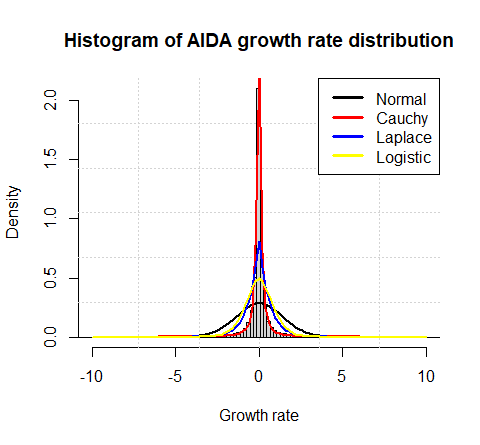 Histogram of AIDA growth rate distribution
Normal
Cauchy
Laplace
Logistic
Density
2.0
1.5
1.0
0.5
0.0
-10 -5 0 5 10
Growth rate